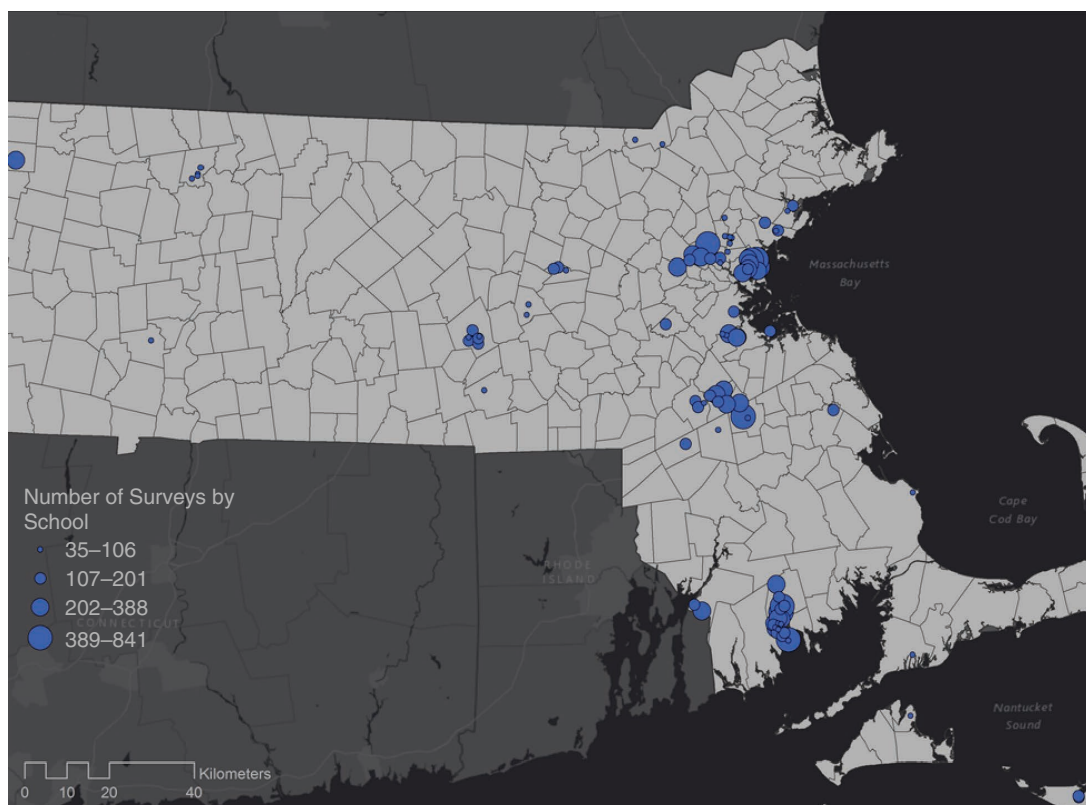 Massachusetts
Bay
Number of Surveys by
School
35–106
107–201
202–388
389–841
CONNECTICUT
RHODE
ISLAND
Cape
Cod Bay
Nantucket
Sound
Kilometers
0 10 20 40